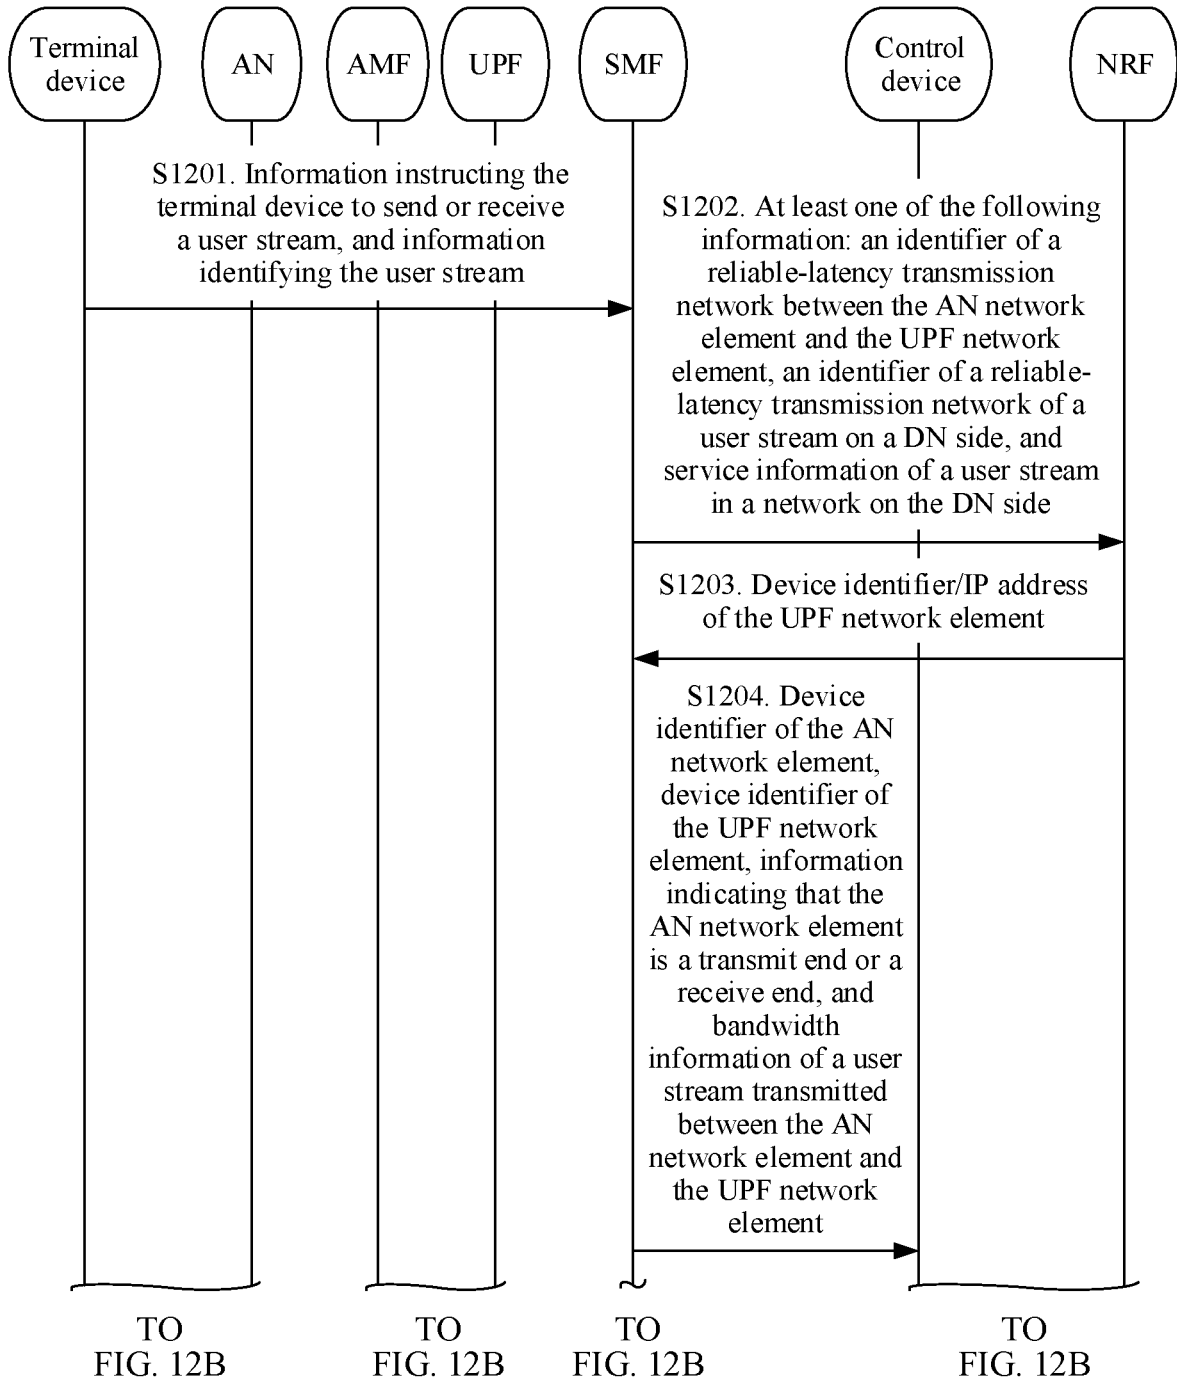 Terminal
device
AN
AMF
UPF
SMF
Control
device
NRF
S1201. Information instructing the
terminal device to send or receive
a user stream, and information
identifying the user stream
S1202. At least one of the following
information: an identifier of a
reliable-latency transmission
network between the AN network
element and the UPF network
element, an identifier of a reliable-
latency transmission network of a
user stream on a DN side, and
service information of a user stream
in a network on the DN side
S1203. Device identifier/IP address
of the UPF network element
S1204. Device
identifier of the AN
network element,
device identifier of
the UPF network
element, information
indicating that the
AN network element
is a transmit end or a
receive end, and
bandwidth
information of a user
stream transmitted
between the AN
network element and
the UPF network
element
TO
FIG. 12B
TO
FIG. 12B
TO
FIG. 12B
TO
FIG. 12B